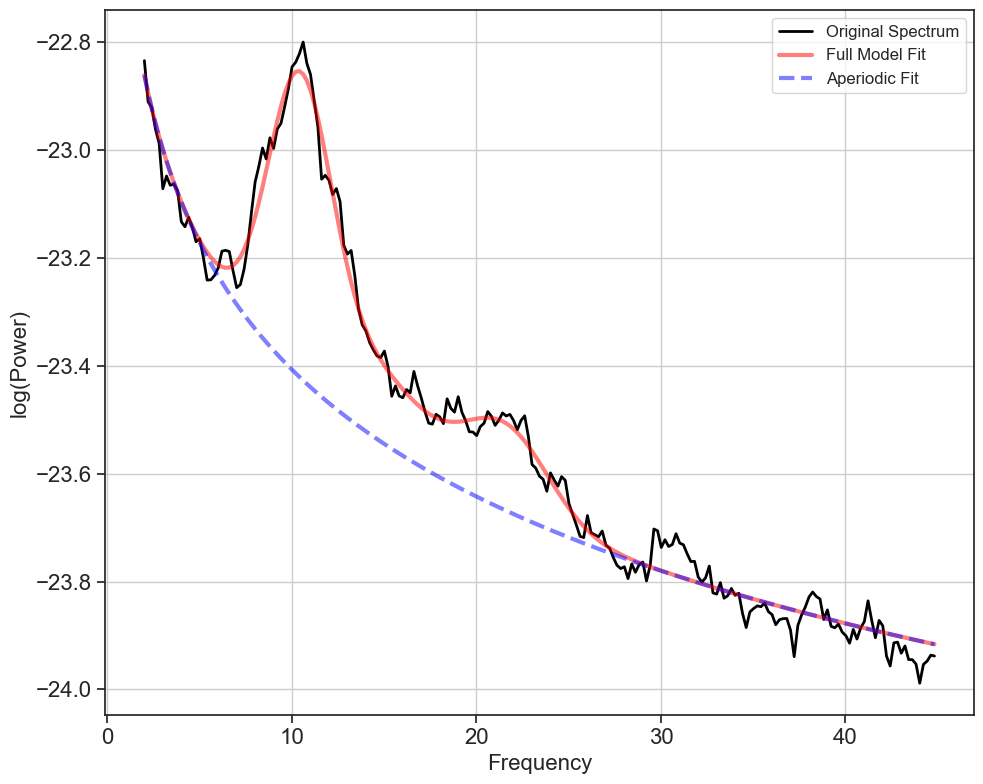 Original Spectrum
Full Model Fit
Aperiodic Fit
−22.8
−23.0
−23.2
−23.4
−23.6
−23.8
−24.0
log(Power)
0 10 20 30 40
Frequency